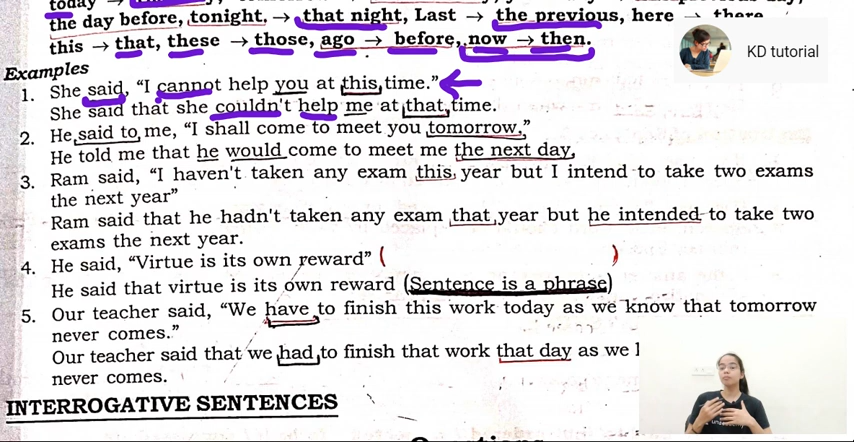 today →
the day before, tonight, → that night, Last → the previous, here → there
this → that, these → those, ago → before, now → then.
KD tutorial
Examples
1. She said, “I cannot help you at this time.”
She said that she couldn't help me at that time.
2. He said to me, “I shall come to meet you tomorrow.”
He told me that he would come to meet me the next day.
3. Ram said, “I haven't taken any exam this year but I intend to take two exams
the next year”
Ram said that he hadn't taken any exam that year but he intended to take two
exams the next year.
4. He said, “Virtue is its own reward” ( )
He said that virtue is its own reward (Sentence is a phrase)
5. Our teacher said, “We have to finish this work today as we know that tomorrow
never comes.”
Our teacher said that we had to finish that work that day as we
never comes.
INTERROGATIVE SENTENCES